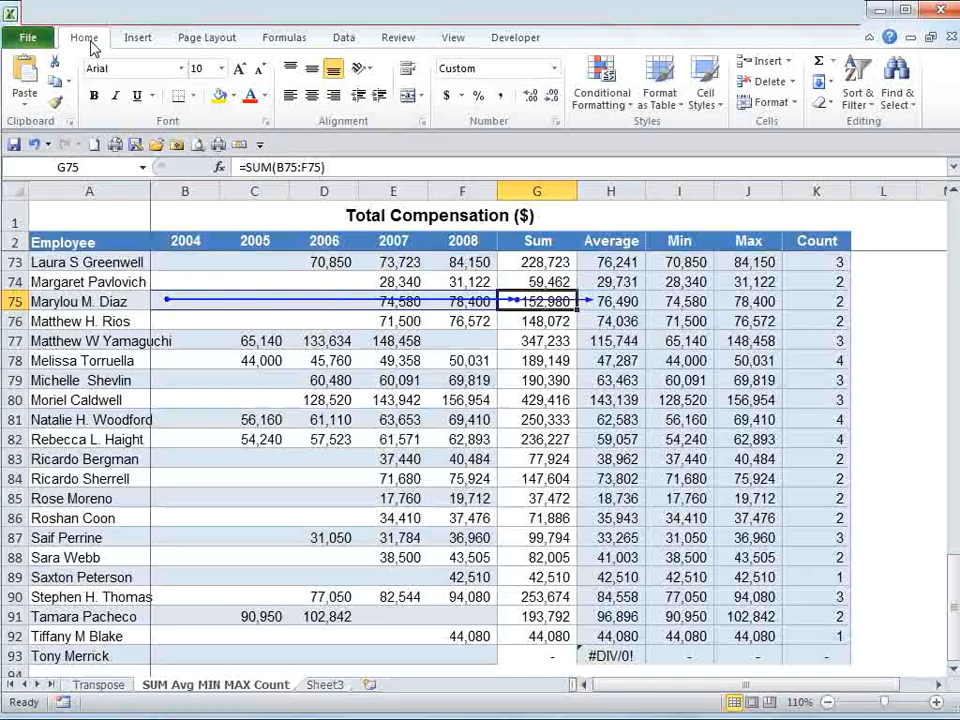 File Home Insert Page Layout Formulas Data Review View Developer
Arial 10 Custom Insert Σ
Paste B I U $ % , Conditional Formatting Format as Table Cell Styles Delete Format Sort & Filter Find & Select
Clipboard Font Alignment Number Styles Cells Editing
G75 fx =SUM(B75:F75)
A B C D E F G H I J K L
1 Total Compensation ($)
2 Employee 2004 2005 2006 2007 2008 Sum Average Min Max Count
73 Laura S Greenwell 70,850 73,723 84,150 228,723 76,241 70,850 84,150 3
74 Margaret Pavlovich 28,340 31,122 59,462 29,731 28,340 31,122 2
75 Marylou M. Diaz 74,580 78,400 152,980 76,490 74,580 78,400 2
76 Matthew H. Rios 71,500 76,572 148,072 74,036 71,500 76,572 2
77 Matthew W Yamaguchi 65,140 133,634 148,458 347,233 115,744 65,140 148,458 3
78 Melissa Torruella 44,000 45,760 49,358 50,031 189,149 47,287 44,000 50,031 4
79 Michelle Shevlin 60,480 60,091 69,819 190,390 63,463 60,091 69,819 3
80 Moriel Caldwell 128,520 143,942 156,954 429,416 143,139 128,520 156,954 3
81 Natalie H. Woodford 56,160 61,110 63,653 69,410 250,333 62,583 56,160 69,410 4
82 Rebecca L. Haight 54,240 57,523 61,571 62,893 236,227 59,057 54,240 62,893 4
83 Ricardo Bergman 37,440 40,484 77,924 38,962 37,440 40,484 2
84 Ricardo Sherrell 71,680 75,924 147,604 73,802 71,680 75,924 2
85 Rose Moreno 17,760 19,712 37,472 18,736 17,760 19,712 2
86 Roshan Coon 34,410 37,476 71,886 35,943 34,410 37,476 2
87 Saif Perrine 31,050 31,784 36,960 99,794 33,265 31,050 36,960 3
88 Sara Webb 38,500 43,505 82,005 41,003 38,500 43,505 2
89 Saxton Peterson 42,510 42,510 42,510 42,510 42,510 1
90 Stephen H. Thomas 77,050 82,544 94,080 253,674 84,558 77,050 94,080 3
91 Tamara Pacheco 90,950 102,842 193,792 96,896 90,950 102,842 2
92 Tiffany M Blake 44,080 44,080 44,080 44,080 44,080 1
93 Tony Merrick - #DIV/0! - - -
94
Transpose SUM Avg MIN MAX Count Sheet3
Ready 110%